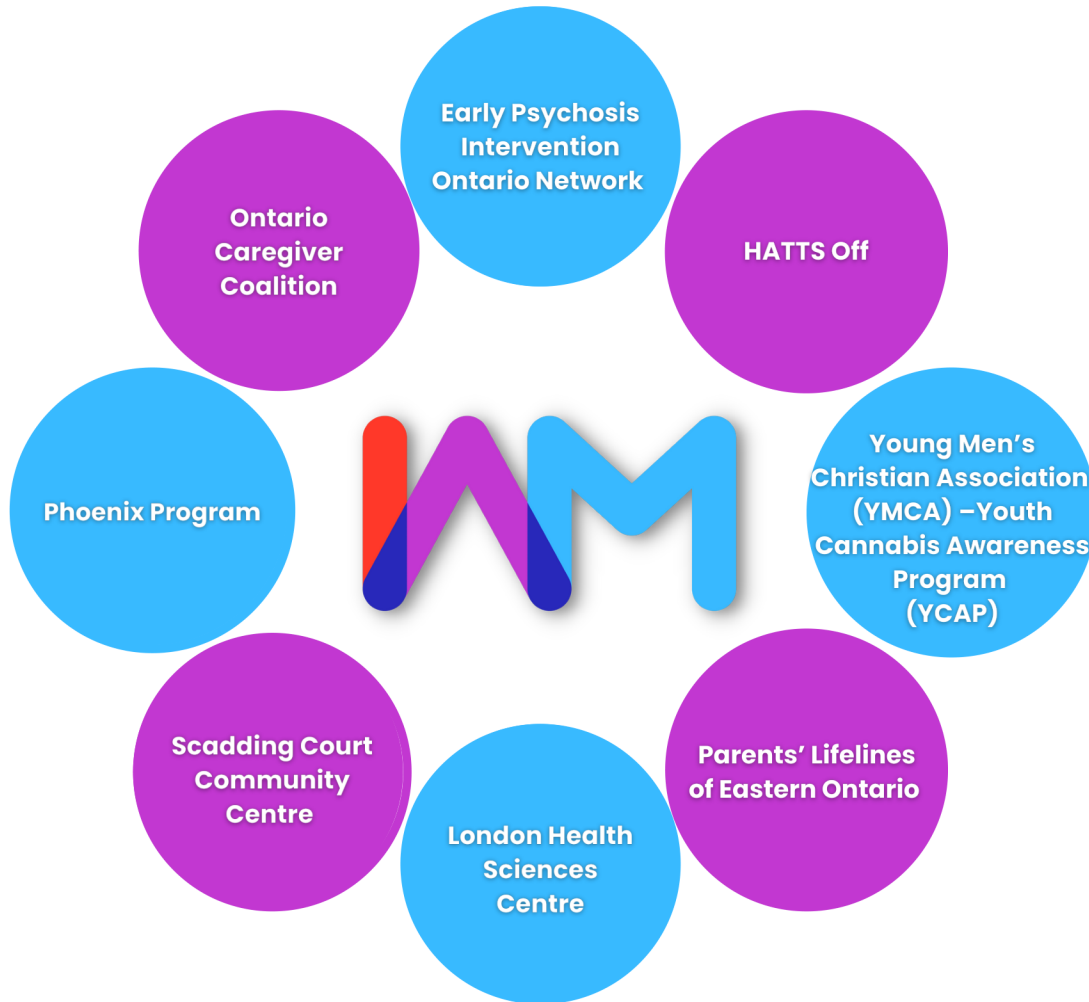 Early Psychosis
Intervention
Ontario Network
HATTS Off
Young Men’s
Christian Association
(YMCA) –Youth
Cannabis Awareness
Program
(YCAP)
Parents’ Lifelines
of Eastern Ontario
London Health
Sciences
Centre
Scadding Court
Community
Centre
Phoenix Program
Ontario
Caregiver
Coalition
IAM